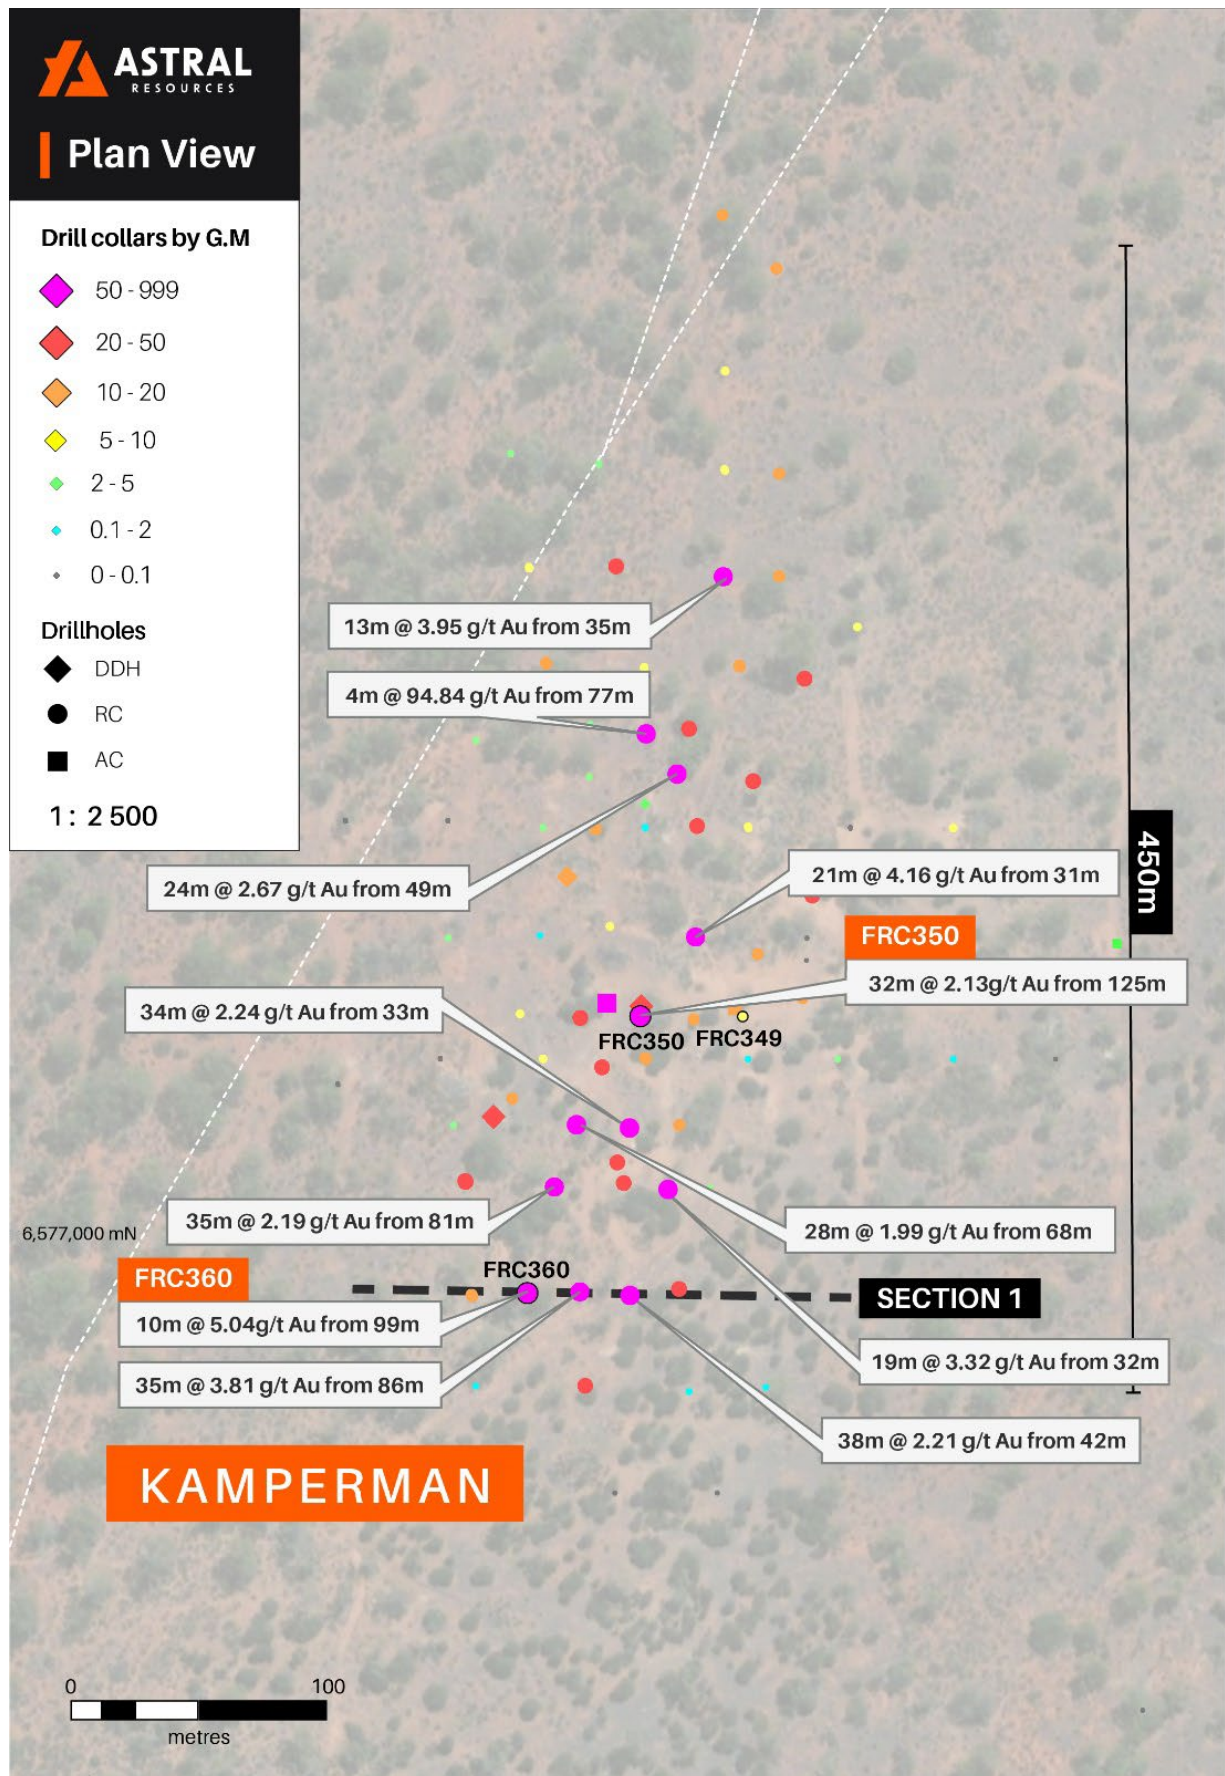 ASTRAL
RESOURCES
Plan View
Drill collars by G.M
50 - 999
20 - 50
10 - 20
5 - 10
2 - 5
0.1 - 2
0 - 0.1
Drillholes
DDH
RC
AC
1: 2 500
13m @ 3.95 g/t Au from 35m
4m @ 94.84 g/t Au from 77m
24m @ 2.67 g/t Au from 49m
21m @ 4.16 g/t Au from 31m
450m
FRC350
32m @ 2.13g/t Au from 125m
34m @ 2.24 g/t Au from 33m
FRC350
FRC349
35m @ 2.19 g/t Au from 81m
28m @ 1.99 g/t Au from 68m
6,577,000 mN
FRC360
FRC360
10m @ 5.04g/t Au from 99m
SECTION 1
35m @ 3.81 g/t Au from 86m
19m @ 3.32 g/t Au from 32m
38m @ 2.21 g/t Au from 42m
KAMPERMAN
0
100
metres